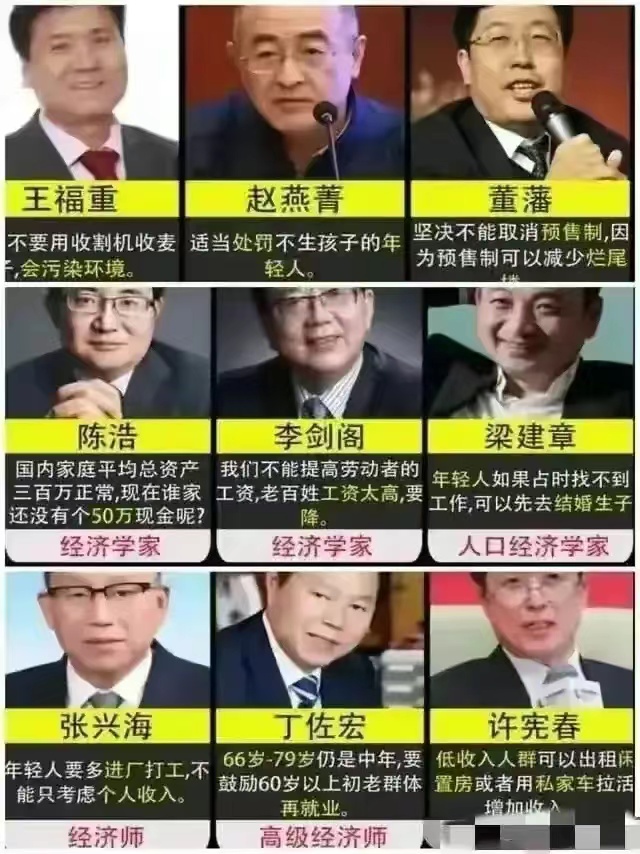 王福重
赵燕菁
董藩
不要用收割机收麦
子,会污染环境。
适当处罚不生孩子的年
轻人。
坚决不能取消预售制,因
为预售制可以减少烂尾
陈浩
李剑阁
梁建章
国内家庭平均总资产
三百万正常,现在谁家
还没有个50万现金呢?
我们不能提高劳动者的
工资,老百姓工资太高,要
降。
年轻人如果占时找不到
工作,可以先去结婚生子
经济学家
经济学家
人口经济学家
张兴海
丁佐宏
许宪春
年轻人要多进厂打工,不
能只考虑个人收入。
66岁-79岁仍是中年,要
鼓励60岁以上初老群体
再就业。
低收入人群可以出租闲
置房或者用私家车拉活
增加收入
经济师
高级经济师